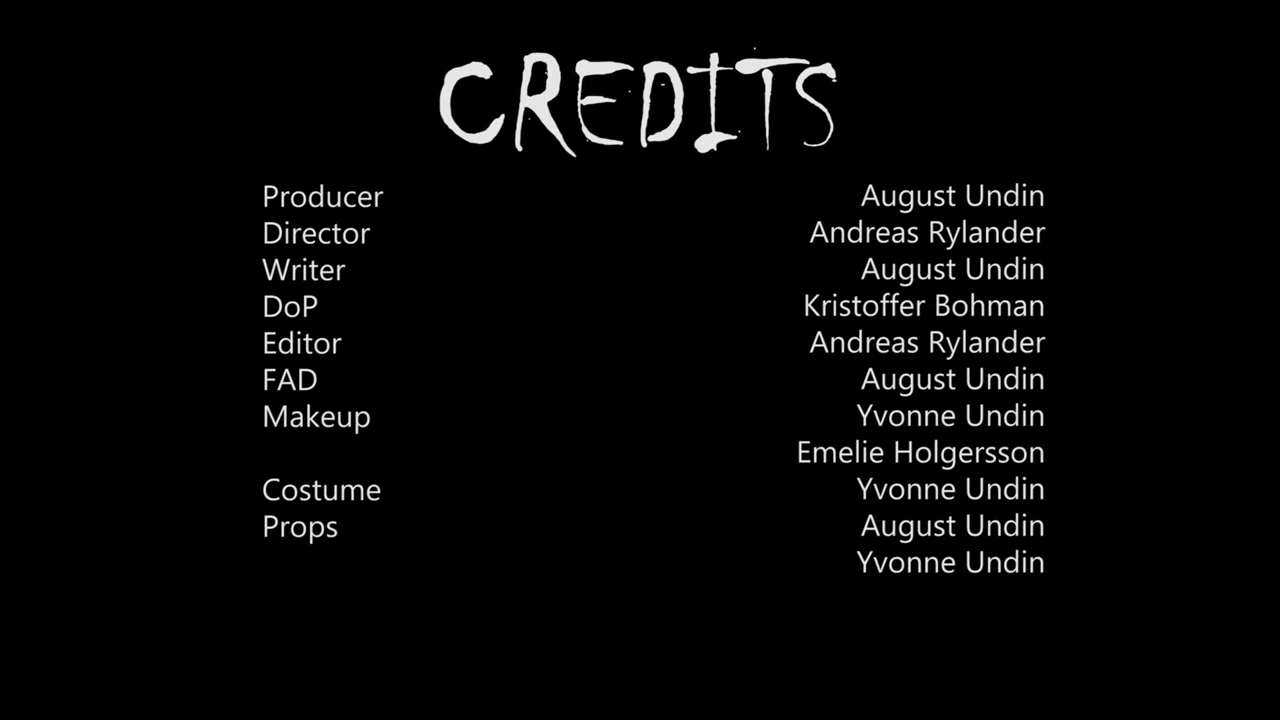 CREDITS
Producer August Undin
Director Andreas Rylander
Writer August Undin
DoP Kristoffer Bohman
Editor Andreas Rylander
FAD August Undin
Makeup Yvonne Undin
Emelie Holgersson
Costume Yvonne Undin
Props August Undin
Yvonne Undin